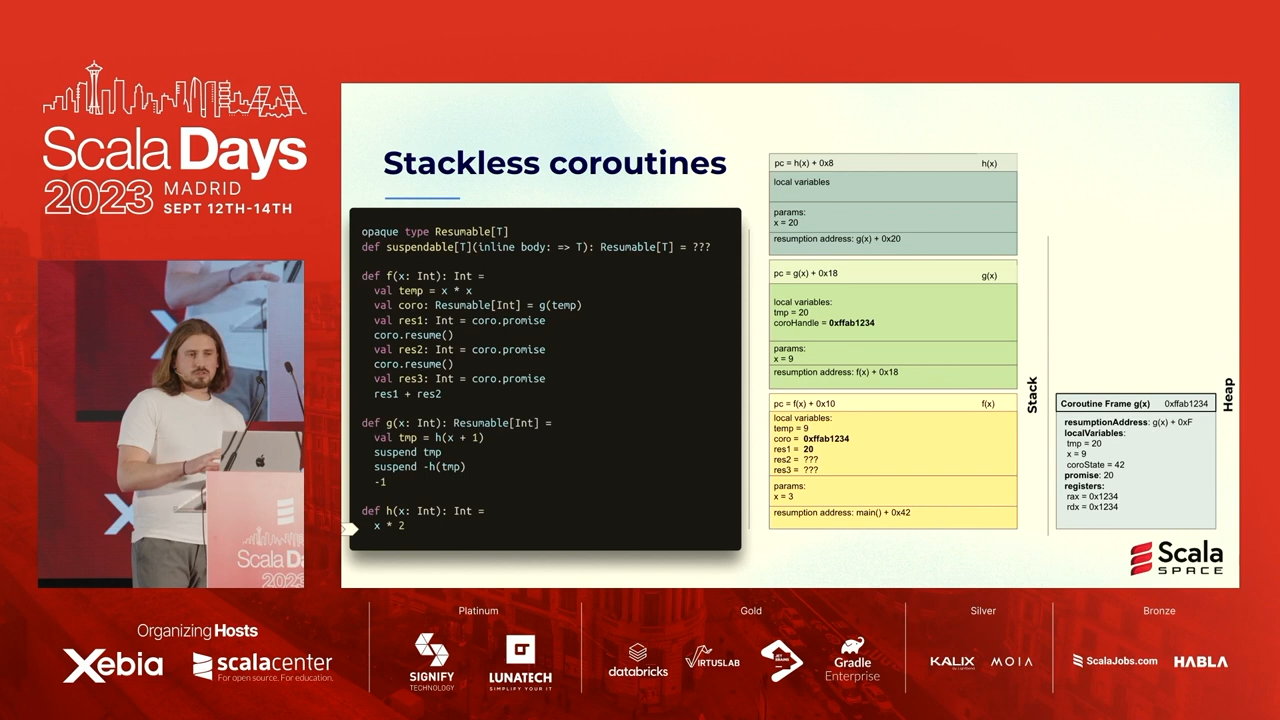 Scala Days
2023 MADRID
SEPT 12TH-14TH
Stackless coroutines
opaque type Resumable[T]
def suspendable[T](inline body: => T): Resumable[T] = ???
def f(x: Int): Int =
val temp = x * x
val coro: Resumable[Int] = g(temp)
val res1: Int = coro.promise
coro.resume()
val res2: Int = coro.promise
coro.resume()
val res3: Int = coro.promise
res1 + res2
def g(x: Int): Resumable[Int] =
val tmp = h(x + 1)
suspend tmp
suspend -h(tmp)
-1
def h(x: Int): Int =
x * 2
pc = h(x) + 0x8 h(x)
local variables
params:
x = 20
resumption address: g(x) + 0x20
pc = g(x) + 0x18 g(x)
local variables:
tmp = 20
coroHandle = 0xffab1234
params:
x = 9
resumption address: f(x) + 0x18
pc = f(x) + 0x10 f(x)
local variables:
temp = 9
coro = 0xffab1234
res1 = 20
res2 = ???
res3 = ???
params:
x = 3
resumption address: main() + 0x42
Stack
Coroutine Frame g(x) 0xffab1234
resumptionAddress: g(x) + 0xF
localVariables:
tmp = 20
x = 9
coroState = 42
promise: 20
registers:
rax = 0x1234
rdx = 0x1234
Heap
Scala
SPACE
Scala Da
2023
Organizing Hosts
Xebia
scalacenter
For open source. For education.
Platinum
SIGNIFY
TECHNOLOGY
LUNATECH
SIMPLIFY YOUR IT
Gold
databricks
VIRTUSLAB
JET
BRAINS
Gradle
Enterprise
Silver
KALIX
by Lightbend
MOIA
Bronze
ScalaJobs.com
HABLA